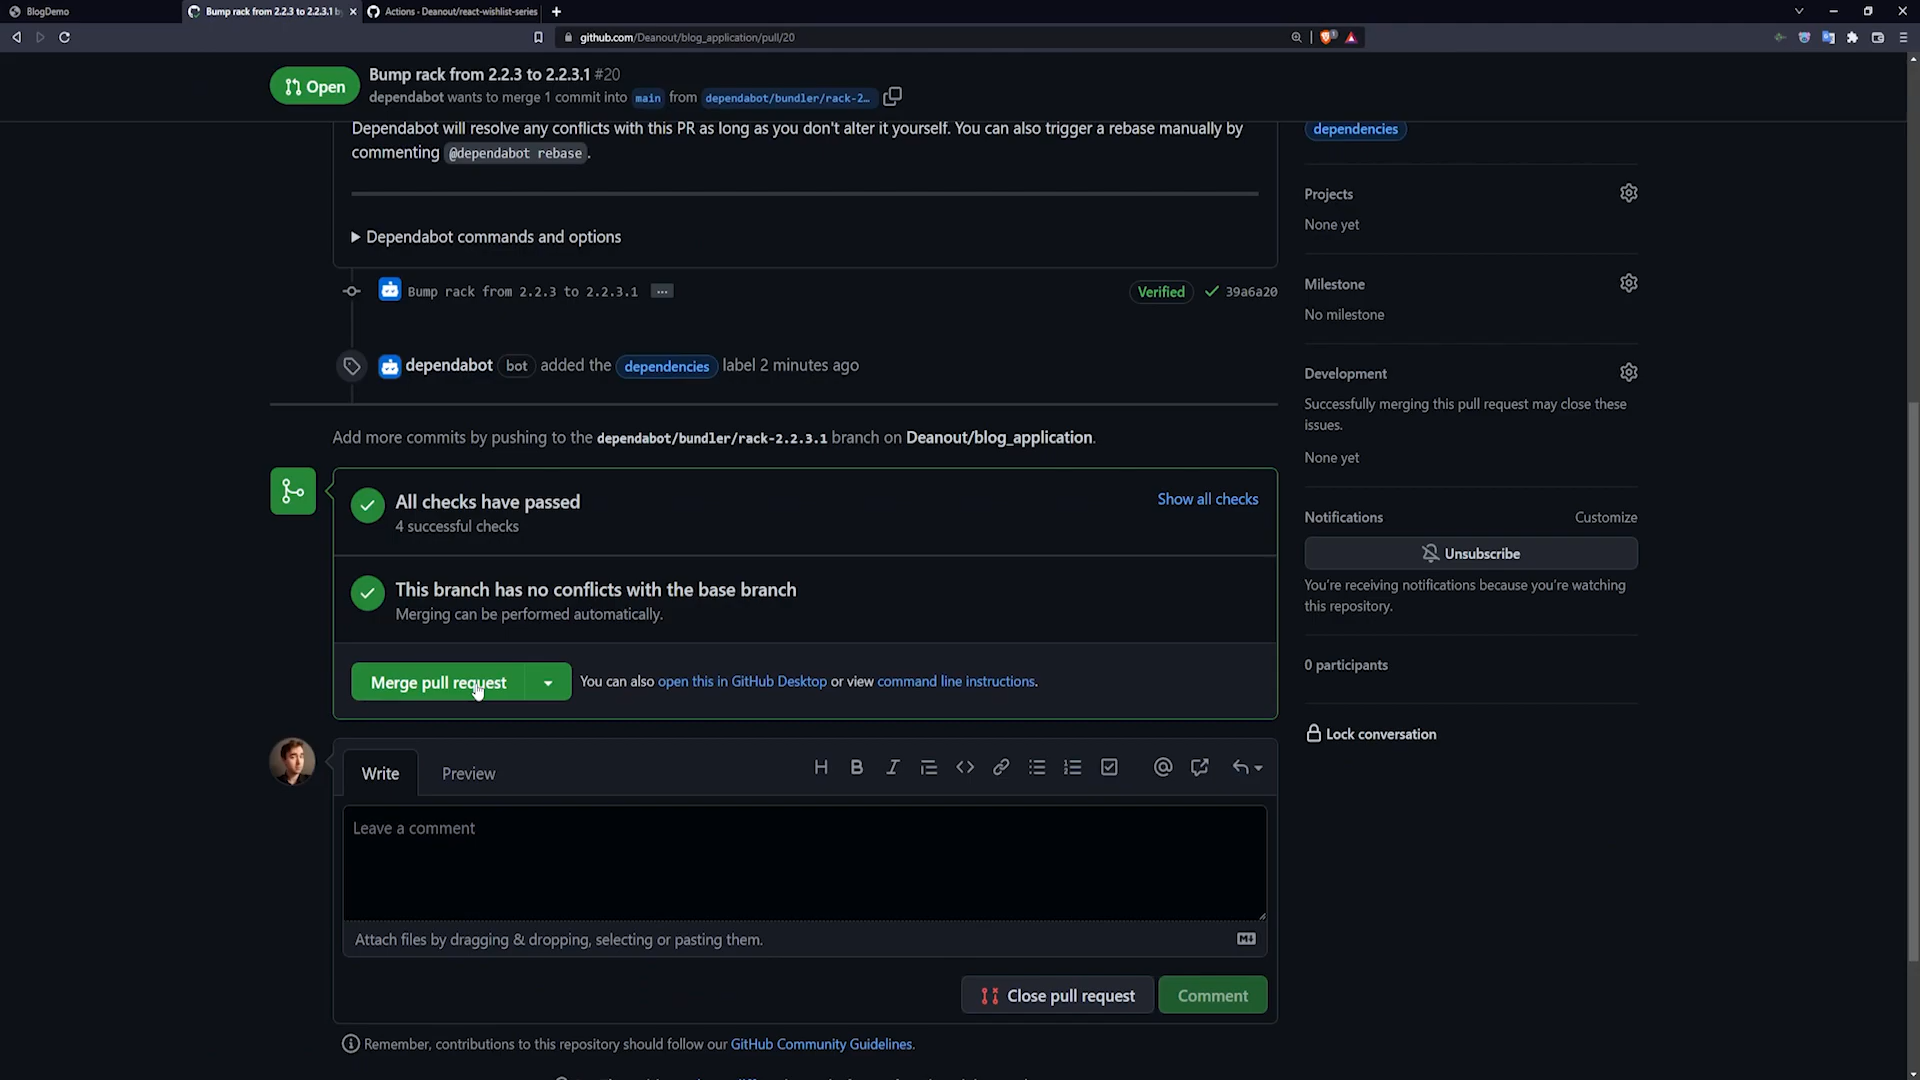 BlogDemo
Bump rack from 2.2.3 to 2.2.3.1 b
Actions - Deanout/react-wishlist-series
github.com/Deanout/blog_application/pull/20
Open
Bump rack from 2.2.3 to 2.2.3.1 #20
dependabot wants to merge 1 commit into main from dependabot/bundler/rack-2…
Dependabot will resolve any conflicts with this PR as long as you don't alter it yourself. You can also trigger a rebase manually by
commenting @dependabot rebase.
Dependabot commands and options
Bump rack from 2.2.3 to 2.2.3.1 …
Verified 39a6a20
dependabot bot added the dependencies label 2 minutes ago
Add more commits by pushing to the dependabot/bundler/rack-2.2.3.1 branch on Deanout/blog_application.
All checks have passed
4 successful checks
Show all checks
This branch has no conflicts with the base branch
Merging can be performed automatically.
Merge pull request
You can also open this in GitHub Desktop or view command line instructions.
Write
Preview
H B I
Leave a comment
Attach files by dragging & dropping, selecting or pasting them.
Close pull request
Comment
Remember, contributions to this repository should follow our GitHub Community Guidelines.
dependencies
Projects
None yet
Milestone
No milestone
Development
Successfully merging this pull request may close these
issues.
None yet
Notifications
Customize
Unsubscribe
You're receiving notifications because you're watching
this repository.
0 participants
Lock conversation